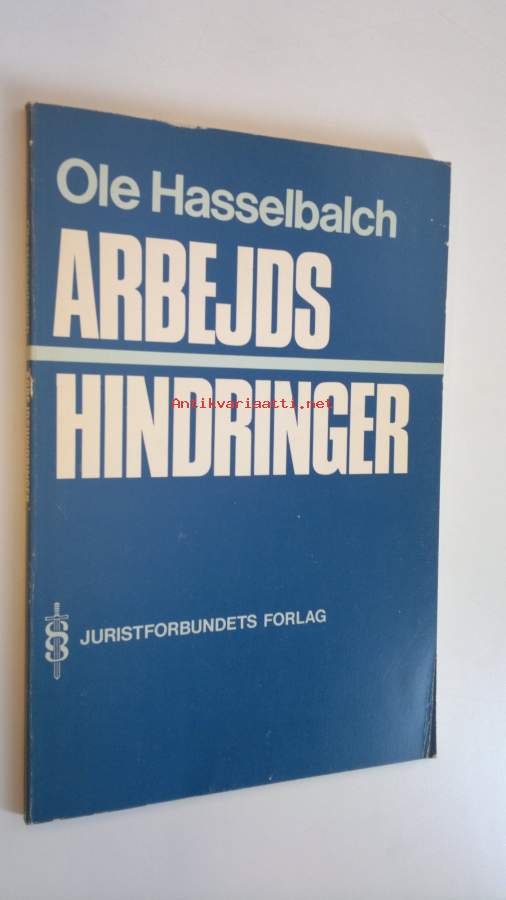 Ole Hasselbalch
ARBEJDS
HINDRINGER
Antikvariaatti.net
JURISTFORBUNDETS FORLAG